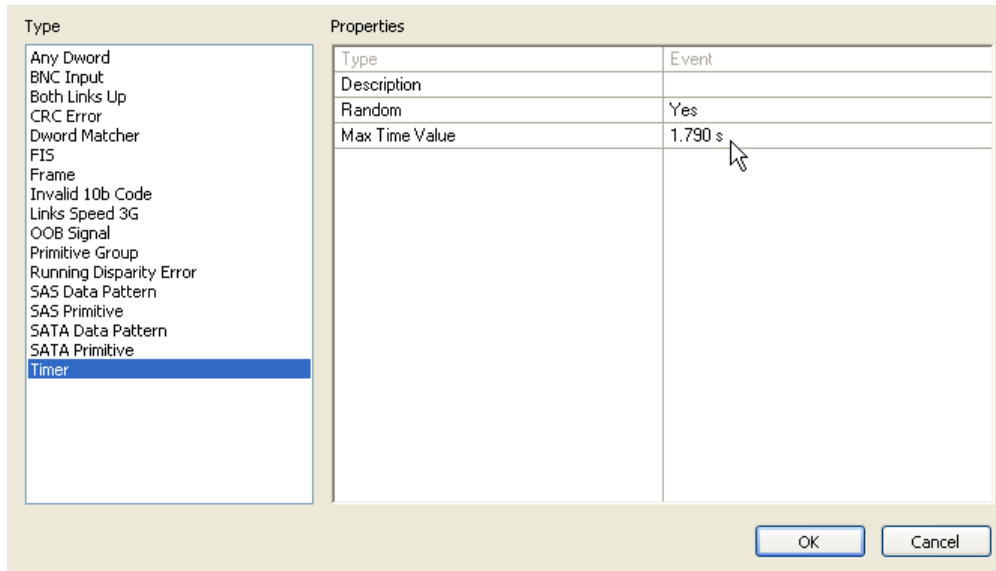 Type
Any Dword
BNC Input
Both Links Up
CRC Error
Dword Matcher
FIS
Frame
Invalid 10b Code
Links Speed 3G
OOB Signal
Primitive Group
Running Disparity Error
SAS Data Pattern
SAS Primitive
SATA Data Pattern
SATA Primitive
Timer
Properties
Type Event
Description
Random Yes
Max Time Value 1.790 s
OK Cancel